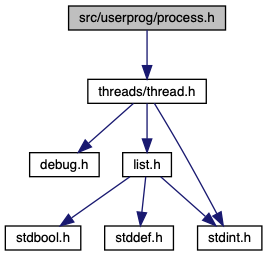 src/userprog/process.h
threads/thread.h
debug.h
list.h
stdbool.h
stddef.h
stdint.h